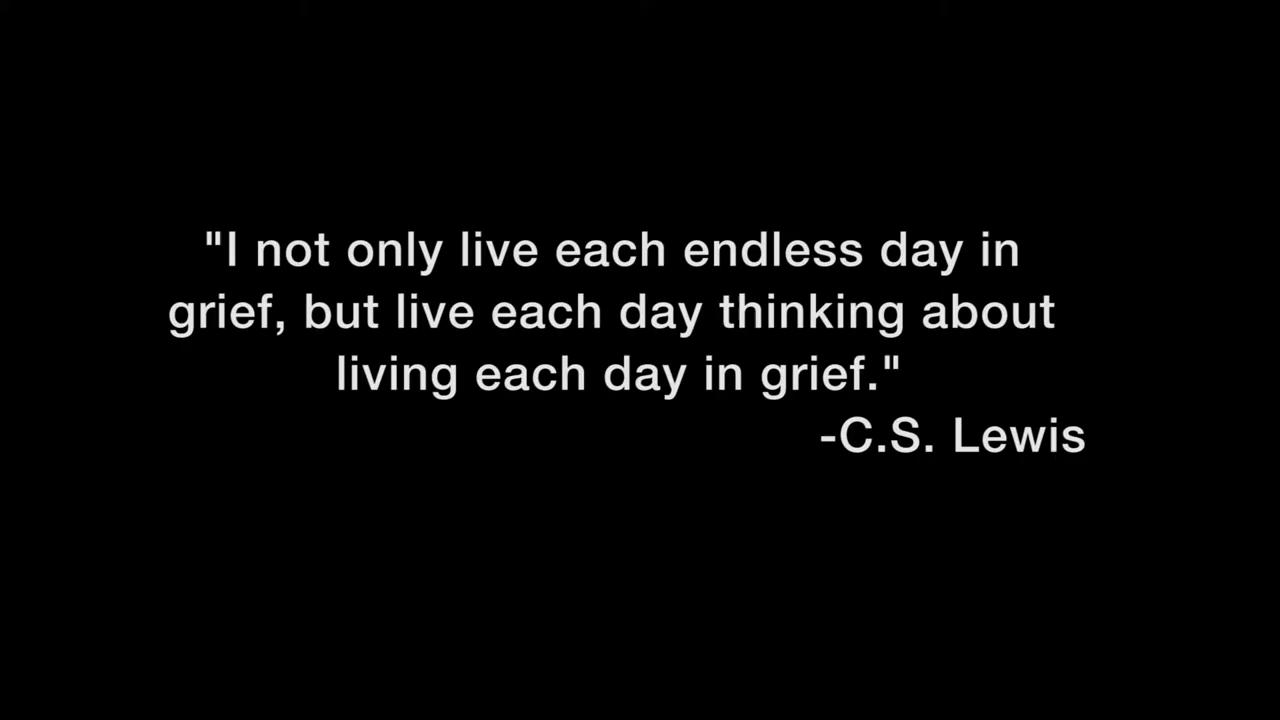 "I not only live each endless day in
grief, but live each day thinking about
living each day in grief."
-C.S. Lewis